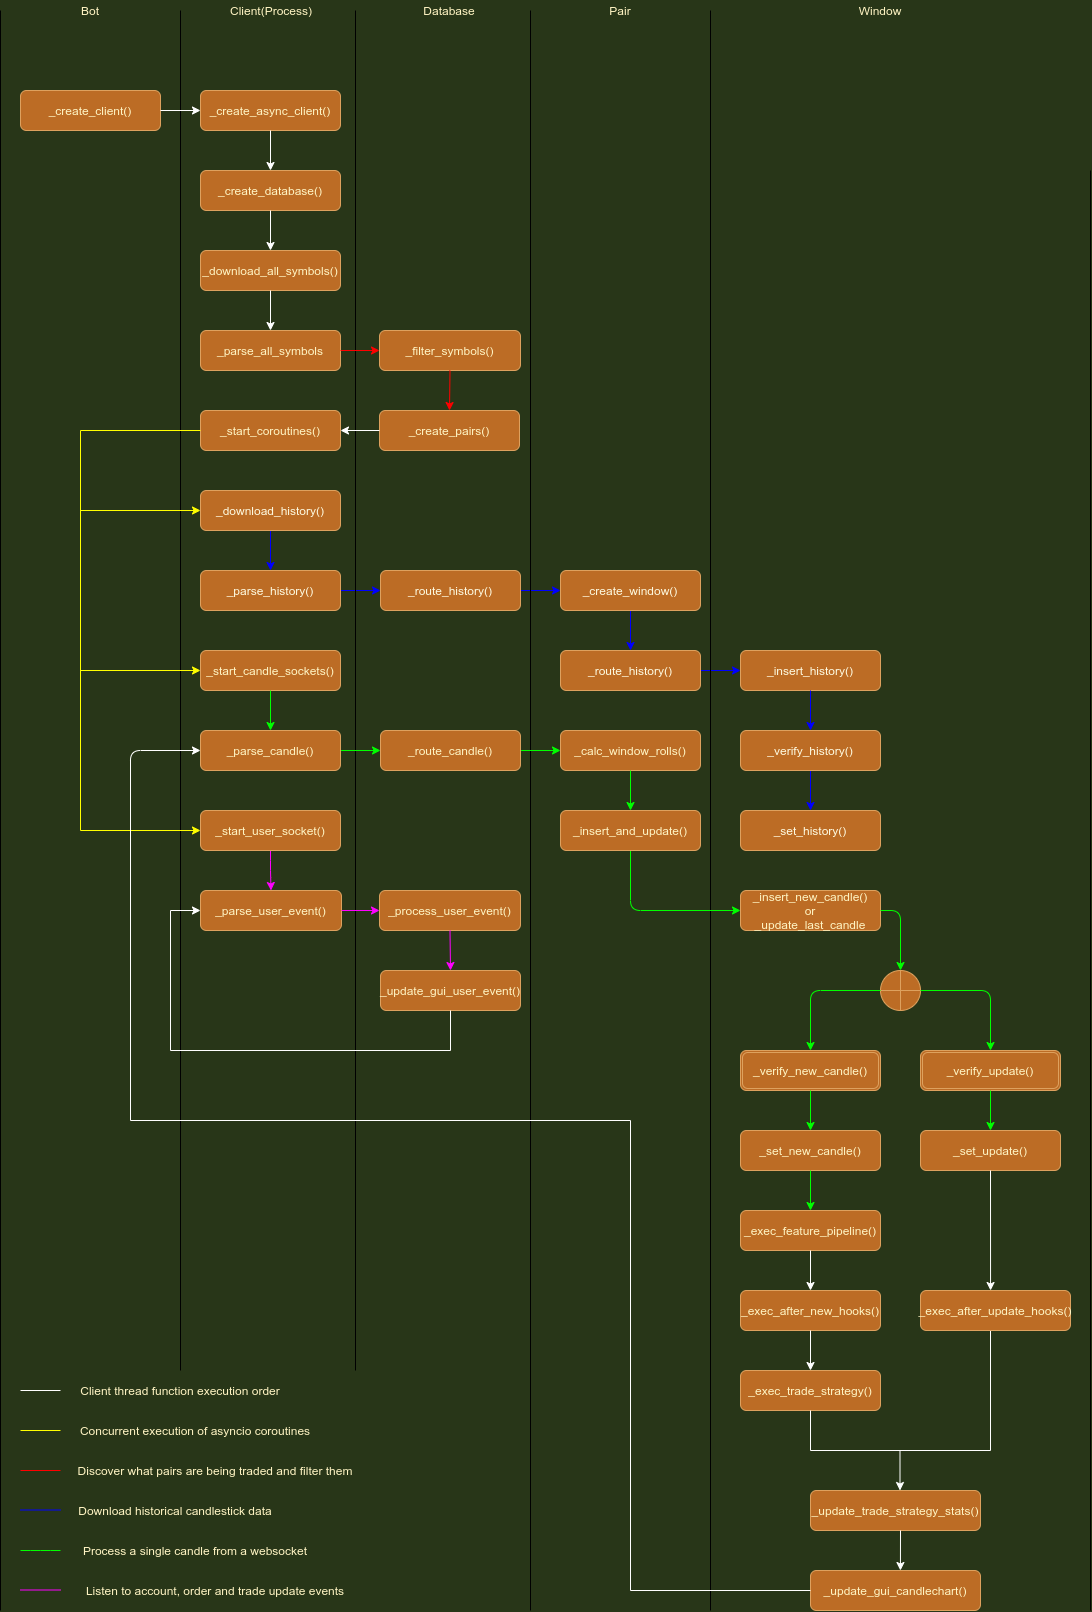 Bot
Client(Process)
Database
Pair
Window
_create_client()
_create_async_client()
_create_database()
_download_all_symbols()
_parse_all_symbols
_filter_symbols()
_start_coroutines()
_create_pairs()
_download_history()
_parse_history()
_route_history()
_create_window()
_start_candle_sockets()
_route_history()
_insert_history()
_parse_candle()
_route_candle()
_calc_window_rolls()
_verify_history()
_start_user_socket()
_insert_and_update()
_set_history()
_parse_user_event()
_process_user_event()
_insert_new_candle()
or
_update_last_candle
_update_gui_user_event()
_verify_new_candle()
_verify_update()
_set_new_candle()
_set_update()
_exec_feature_pipeline()
_exec_after_new_hooks()
_exec_after_update_hooks()
_exec_trade_strategy()
_update_trade_strategy_stats()
_update_gui_candlechart()
Client thread function execution order
Concurrent execution of asyncio coroutines
Discover what pairs are being traded and filter them
Download historical candlestick data
Process a single candle from a websocket
Listen to account, order and trade update events